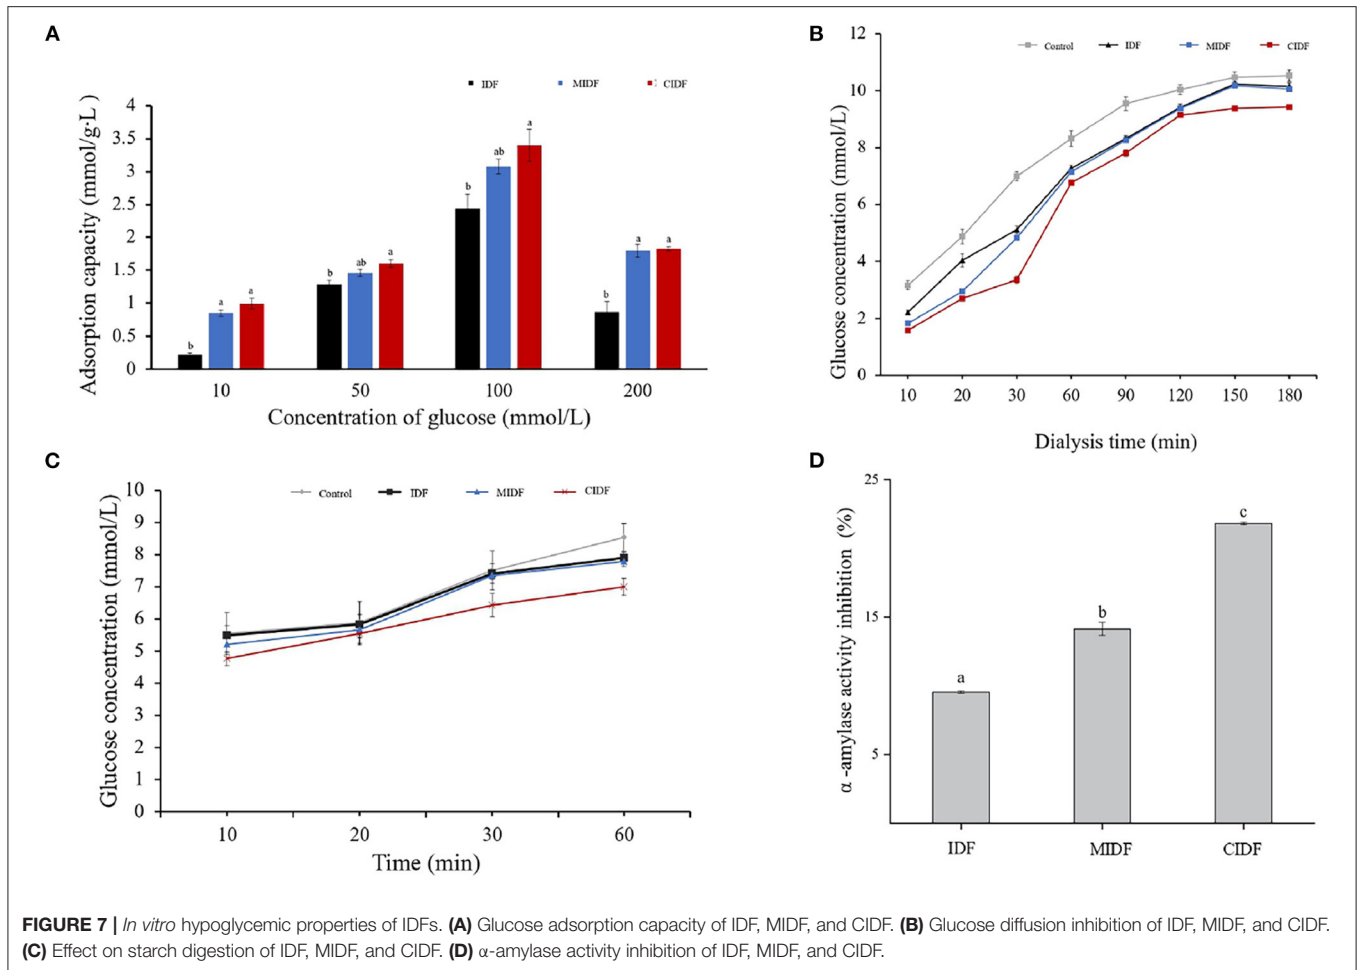 A
IDF MIDF CIDF
Adsorption capacity (mmol/g·L)
4
3.5
3
2.5
2
1.5
1
0.5
0
b a a
b ab a
b ab a
b a a
10 50 100 200
Concentration of glucose (mmol/L)
B
Control IDF MIDF CIDF
Glucose concentration (mmol/L)
12
10
8
6
4
2
0
10 20 30 60 90 120 150 180
Dialysis time (min)
C
Control IDF MIDF CIDF
Glucose concentration (mmol/L)
10
9
8
7
6
5
4
3
2
1
0
10 20 30 60
Time (min)
D
α -amylase activity inhibition (%)
25
15
5
a b c
IDF MIDF CIDF
FIGURE 7 | In vitro hypoglycemic properties of IDFs. (A) Glucose adsorption capacity of IDF, MIDF, and CIDF. (B) Glucose diffusion inhibition of IDF, MIDF, and CIDF.
(C) Effect on starch digestion of IDF, MIDF, and CIDF. (D) α-amylase activity inhibition of IDF, MIDF, and CIDF.